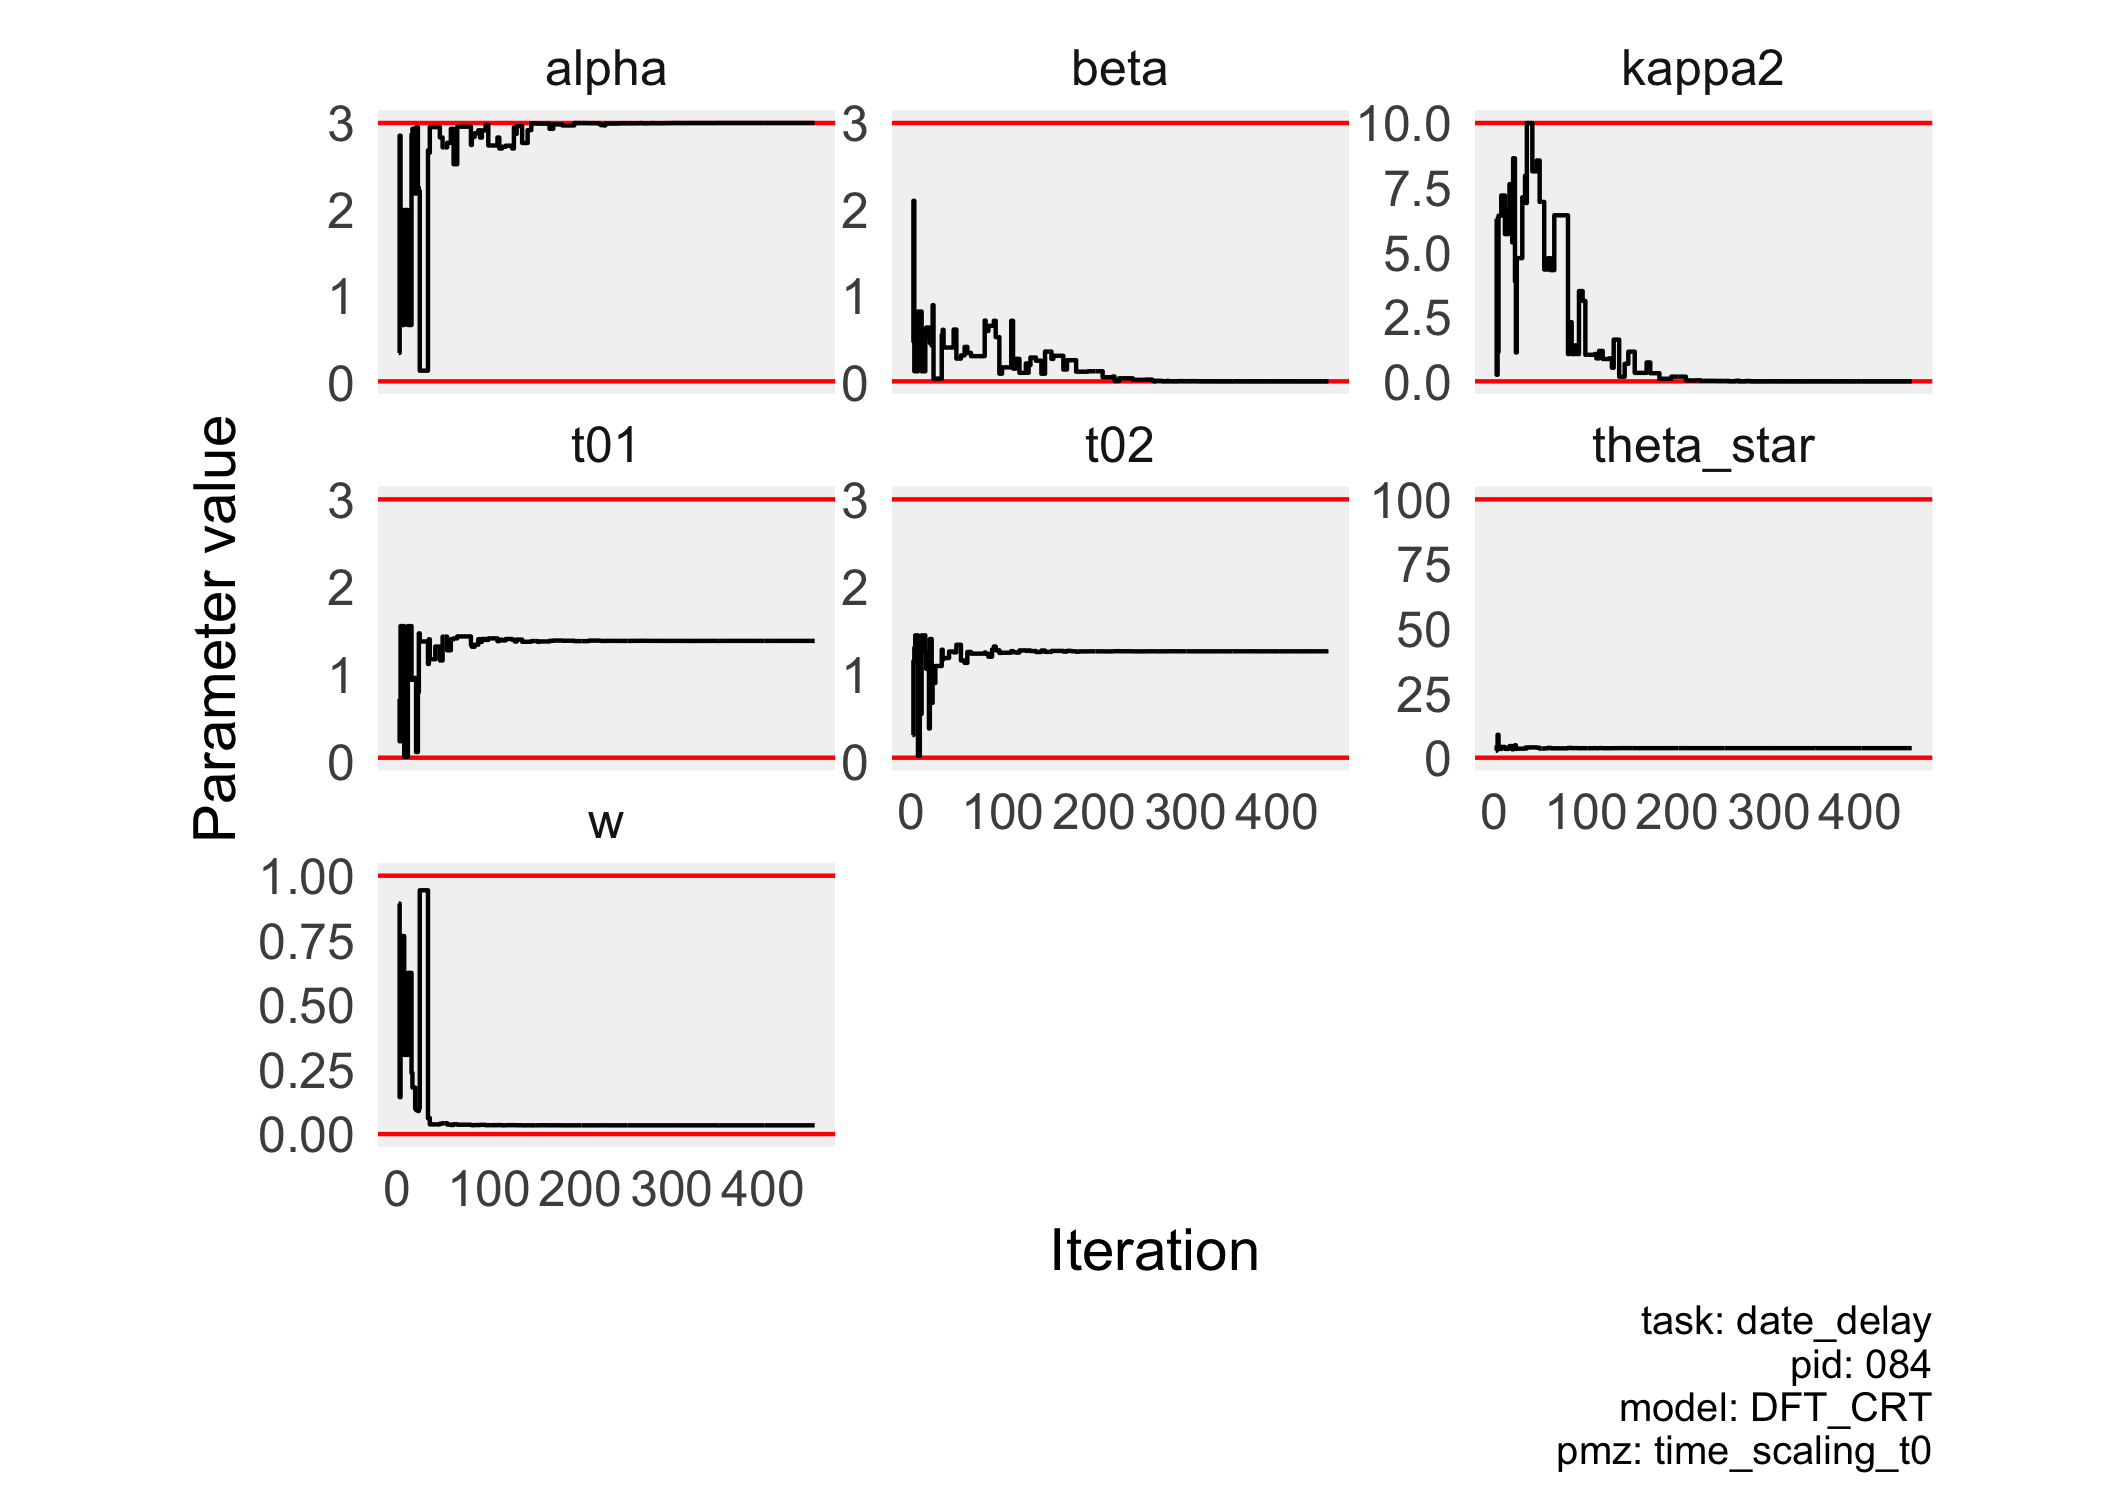 alpha beta kappa2
3 3 10.0
7.5
2 2
5.0
1 1
2.5
0 0 0.0
t01 t02 theta_star
3 3 100
75
2 2
50
1 1
25
0 0 0
0 100 200 300 400 0 100 200 300 400
w
1.00
0.75
0.50
0.25
0.00
0 100 200 300 400
Parameter value
Iteration
task: date_delay
pid: 084
model: DFT_CRT
pmz: time_scaling_t0